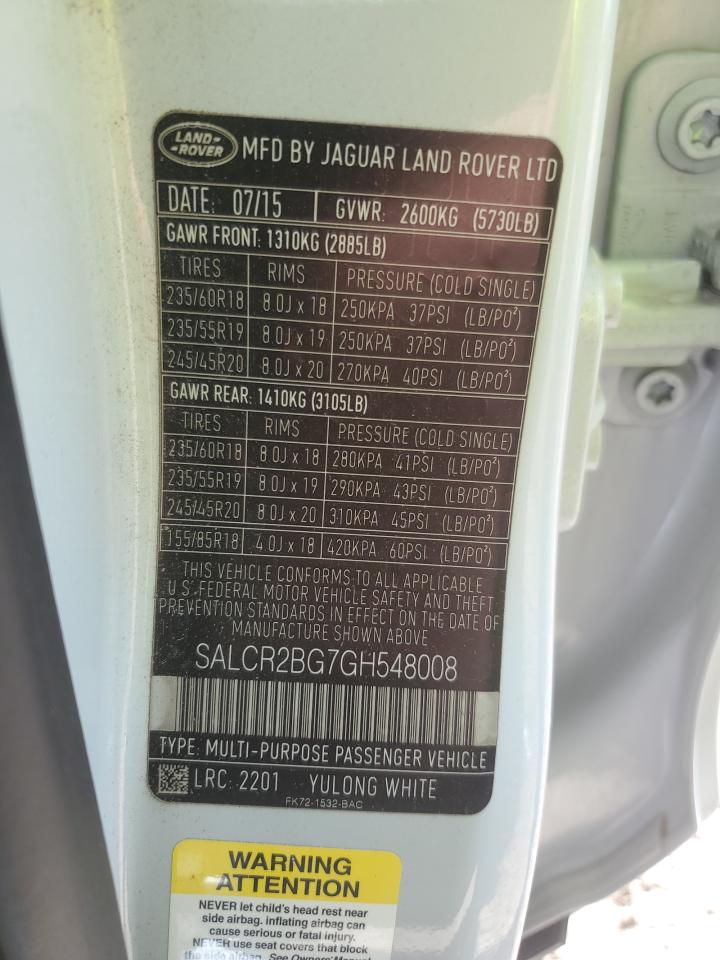 LAND-
-ROVER
MFD BY JAGUAR LAND ROVER LTD
DATE: 07/15 GVWR: 2600KG (5730LB)
GAWR FRONT: 1310KG (2885LB)
TIRES RIMS PRESSURE (COLD SINGLE)
235/60R18 8.0J x 18 250KPA 37PSI (LB/PO²)
235/55R19 8.0J x 19 250KPA 37PSI (LB/PO²)
245/45R20 8.0J x 20 270KPA 40PSI (LB/PO²)
GAWR REAR: 1410KG (3105LB)
TIRES RIMS PRESSURE (COLD SINGLE)
235/60R18 8.0J x 18 280KPA 41PSI (LB/PO²)
235/55R19 8.0J x 19 290KPA 43PSI (LB/PO²)
245/45R20 8.0J x 20 310KPA 45PSI (LB/PO²)
155/85R18 4.0J x 18 420KPA 60PSI (LB/PO²)
THIS VEHICLE CONFORMS TO ALL APPLICABLE
U.S. FEDERAL MOTOR VEHICLE SAFETY AND THEFT
PREVENTION STANDARDS IN EFFECT ON THE DATE OF
MANUFACTURE SHOWN ABOVE
SALCR2BG7GH548008
TYPE: MULTI-PURPOSE PASSENGER VEHICLE
LRC: 2201 YULONG WHITE
FK72-1532-BAC
WARNING
ATTENTION
NEVER let child's head rest near
side airbag. inflating airbag can
cause serious or fatal injury.
NEVER use seat covers that block
the side airbag. See Owners' Manual